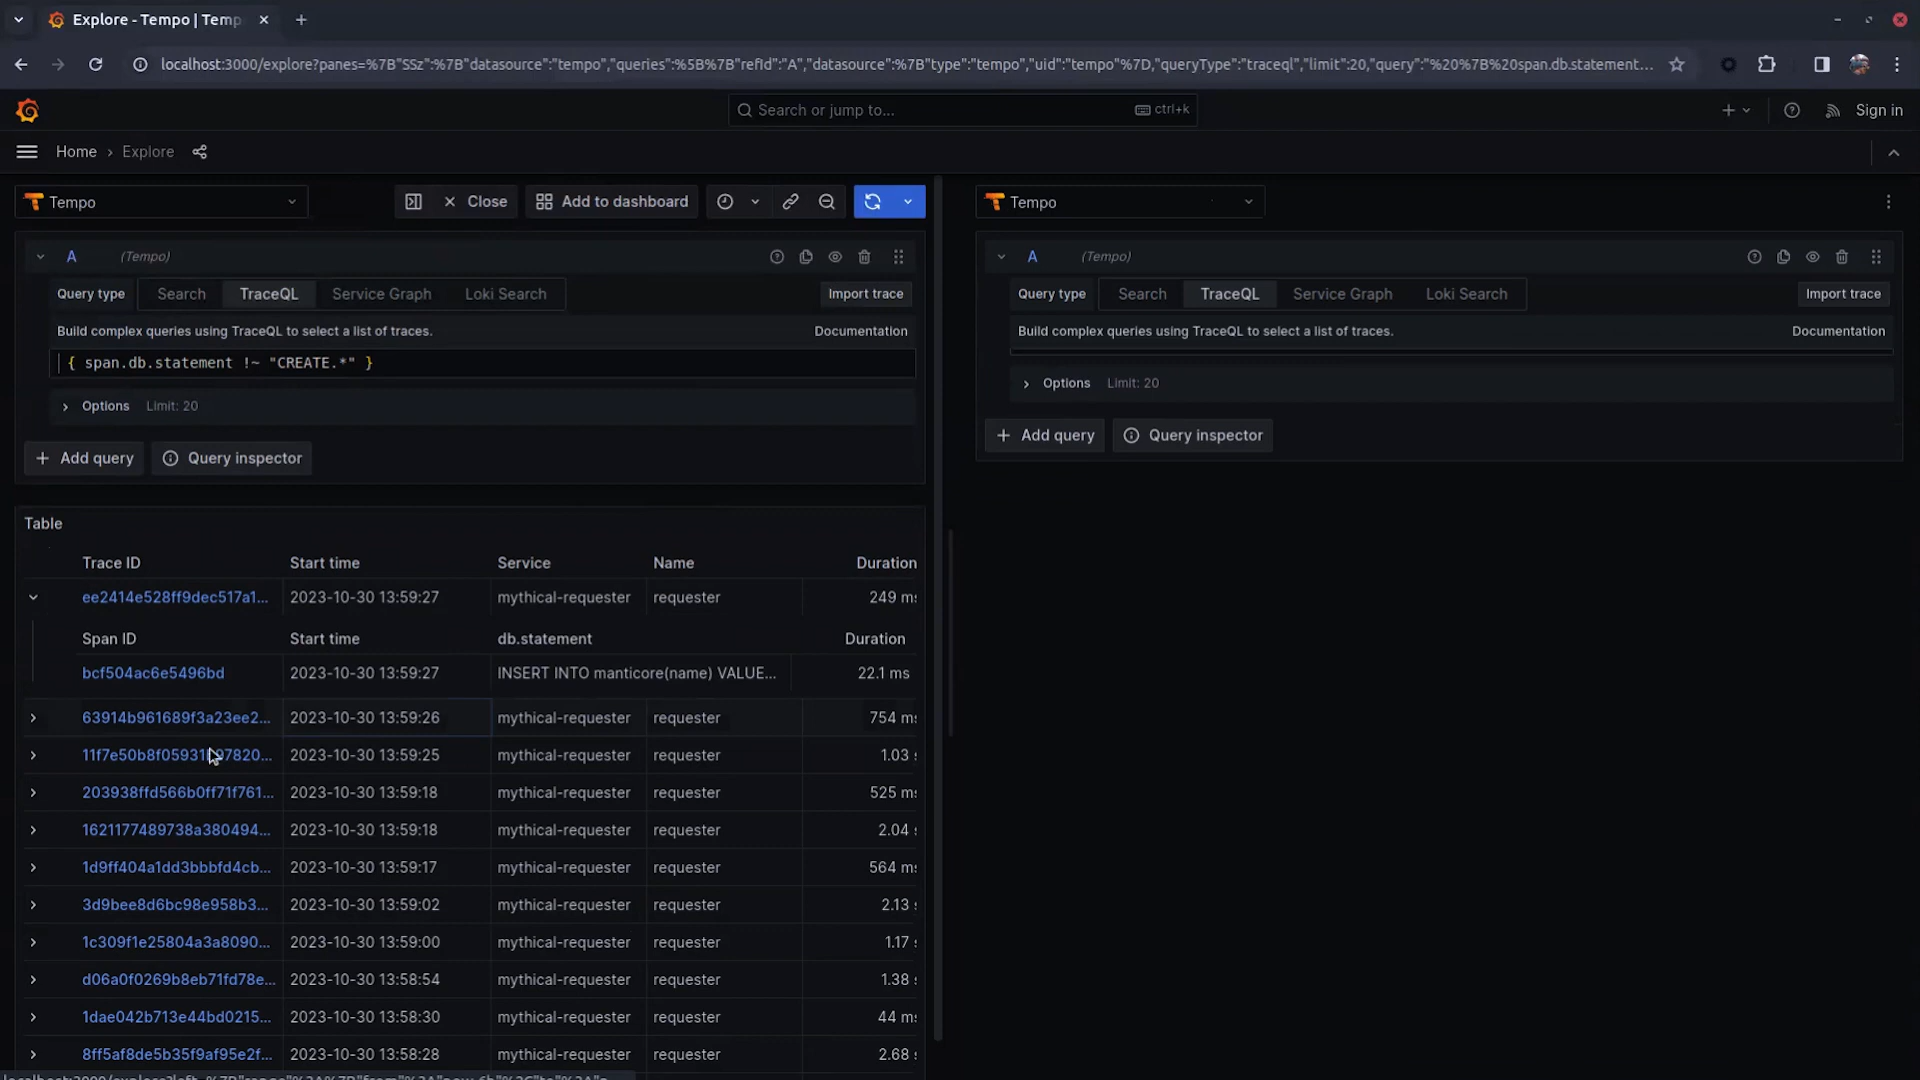 Explore - Tempo | Temp
localhost:3000/explore?panes=%7B"SSz":%7B"datasource":"tempo","queries":%5B%7B"refId":"A","datasource":%7B"type":"tempo","uid":"tempo"%7D,"queryType":"traceql","limit":20,"query":"%20%7B%20span.db.statement...
Search or jump to...
ctrl+k
Sign in
Home › Explore
Tempo
Close
Add to dashboard
A (Tempo)
Query type Search TraceQL Service Graph Loki Search Import trace
Build complex queries using TraceQL to select a list of traces. Documentation
{ span.db.statement !~ "CREATE.*" }
Options Limit: 20
+ Add query Query inspector
Table
Trace ID Start time Service Name Duration
ee2414e528ff9dec517a1... 2023-10-30 13:59:27 mythical-requester requester 249 ms
Span ID Start time db.statement Duration
bcf504ac6e5496bd 2023-10-30 13:59:27 INSERT INTO manticore(name) VALUE... 22.1 ms
63914b961689f3a23ee2... 2023-10-30 13:59:26 mythical-requester requester 754 ms
2023-10-30 13:59:25 mythical-requester requester 1.03 s
203938ffd566b0ff71f761... 2023-10-30 13:59:18 mythical-requester requester 525 ms
1621177489738a380494... 2023-10-30 13:59:18 mythical-requester requester 2.04 s
1d9ff404a1dd3bbbfd4cb... 2023-10-30 13:59:17 mythical-requester requester 564 ms
3d9bee8d6bc98e958b3... 2023-10-30 13:59:02 mythical-requester requester 2.13 s
1c309f1e25804a3a8090... 2023-10-30 13:59:00 mythical-requester requester 1.17 s
d06a0f0269b8eb71fd78e... 2023-10-30 13:58:54 mythical-requester requester 1.38 s
1dae042b713e44bd0215... 2023-10-30 13:58:30 mythical-requester requester 44 ms
8ff5af8de5b35f9af95e2f... 2023-10-30 13:58:28 mythical-requester requester 2.68 s
Tempo
A (Tempo)
Query type Search TraceQL Service Graph Loki Search Import trace
Build complex queries using TraceQL to select a list of traces. Documentation
Options Limit: 20
+ Add query Query inspector